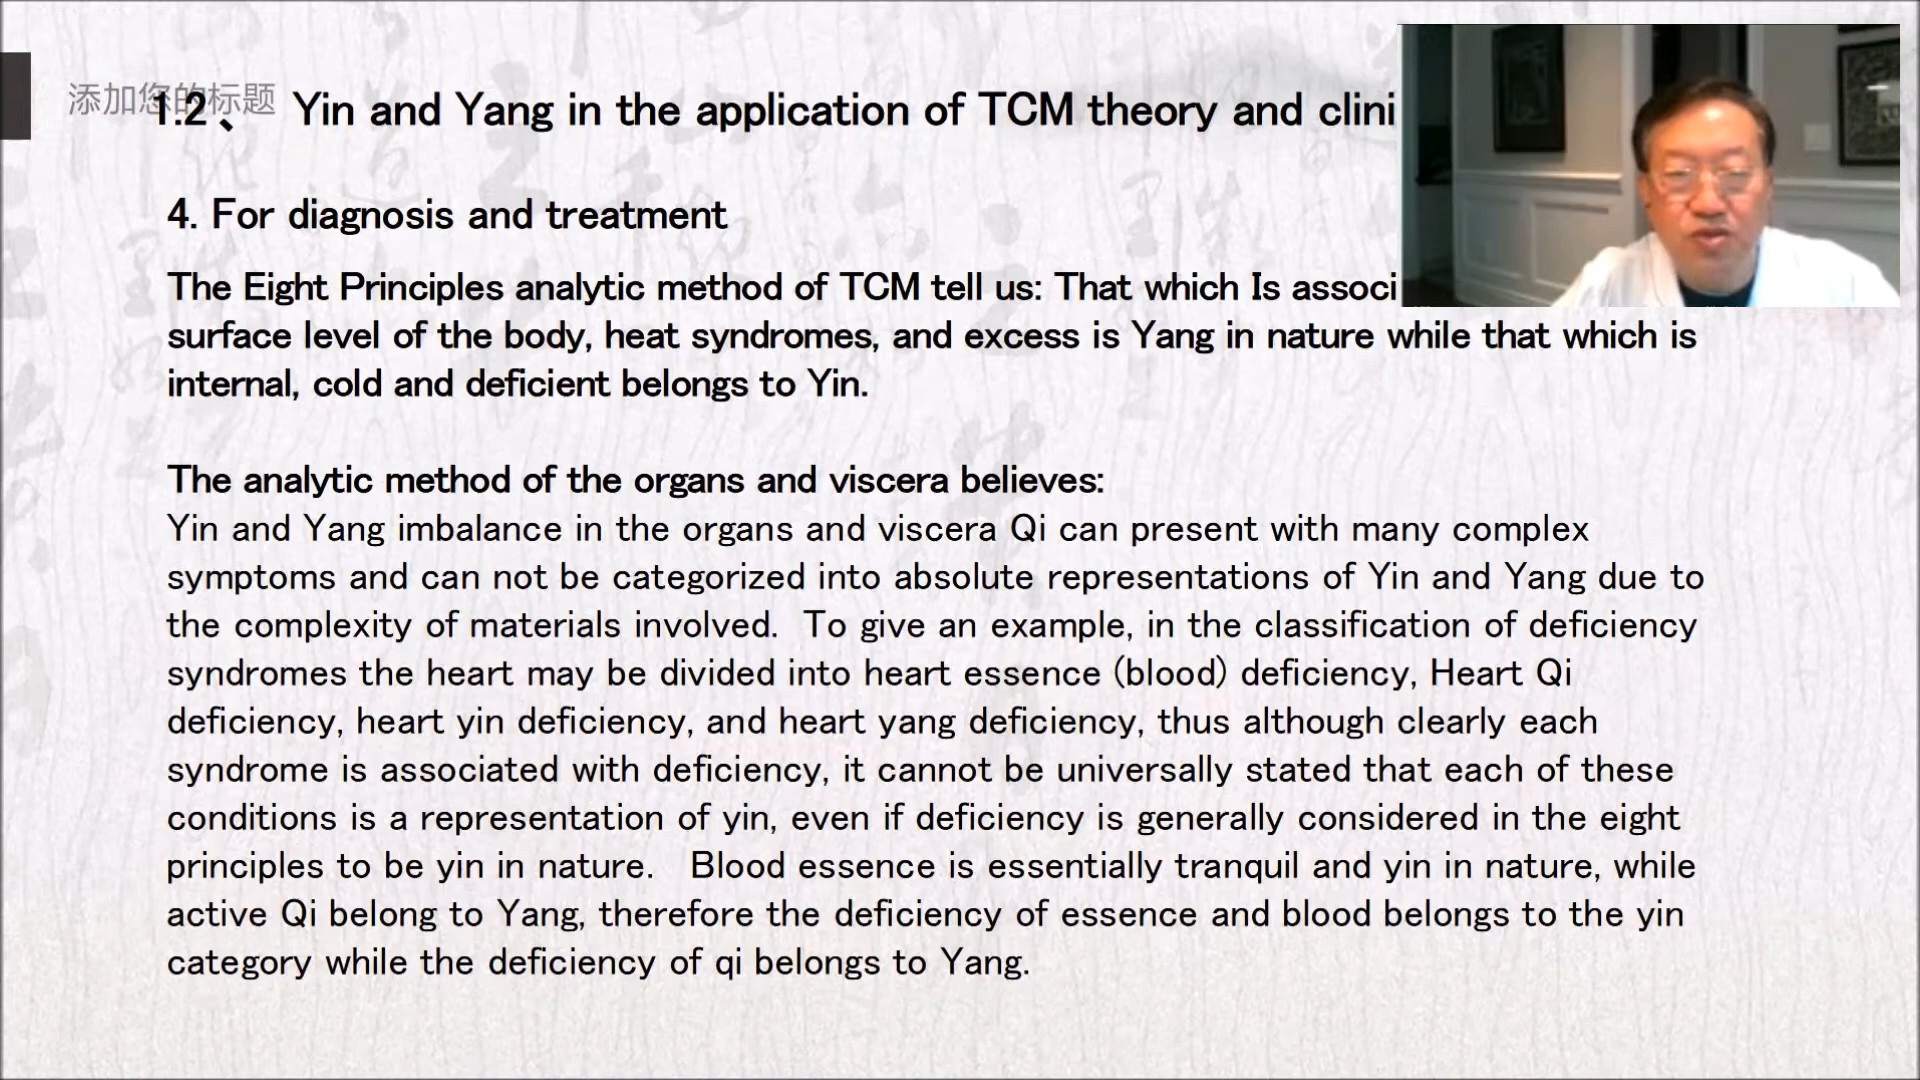 添加您的标题
1.2、 Yin and Yang in the application of TCM theory and clini
4. For diagnosis and treatment
The Eight Principles analytic method of TCM tell us: That which Is associ
surface level of the body, heat syndromes, and excess is Yang in nature while that which is
internal, cold and deficient belongs to Yin.
The analytic method of the organs and viscera believes:
Yin and Yang imbalance in the organs and viscera Qi can present with many complex
symptoms and can not be categorized into absolute representations of Yin and Yang due to
the complexity of materials involved. To give an example, in the classification of deficiency
syndromes the heart may be divided into heart essence (blood) deficiency, Heart Qi
deficiency, heart yin deficiency, and heart yang deficiency, thus although clearly each
syndrome is associated with deficiency, it cannot be universally stated that each of these
conditions is a representation of yin, even if deficiency is generally considered in the eight
principles to be yin in nature. Blood essence is essentially tranquil and yin in nature, while
active Qi belong to Yang, therefore the deficiency of essence and blood belongs to the yin
category while the deficiency of qi belongs to Yang.